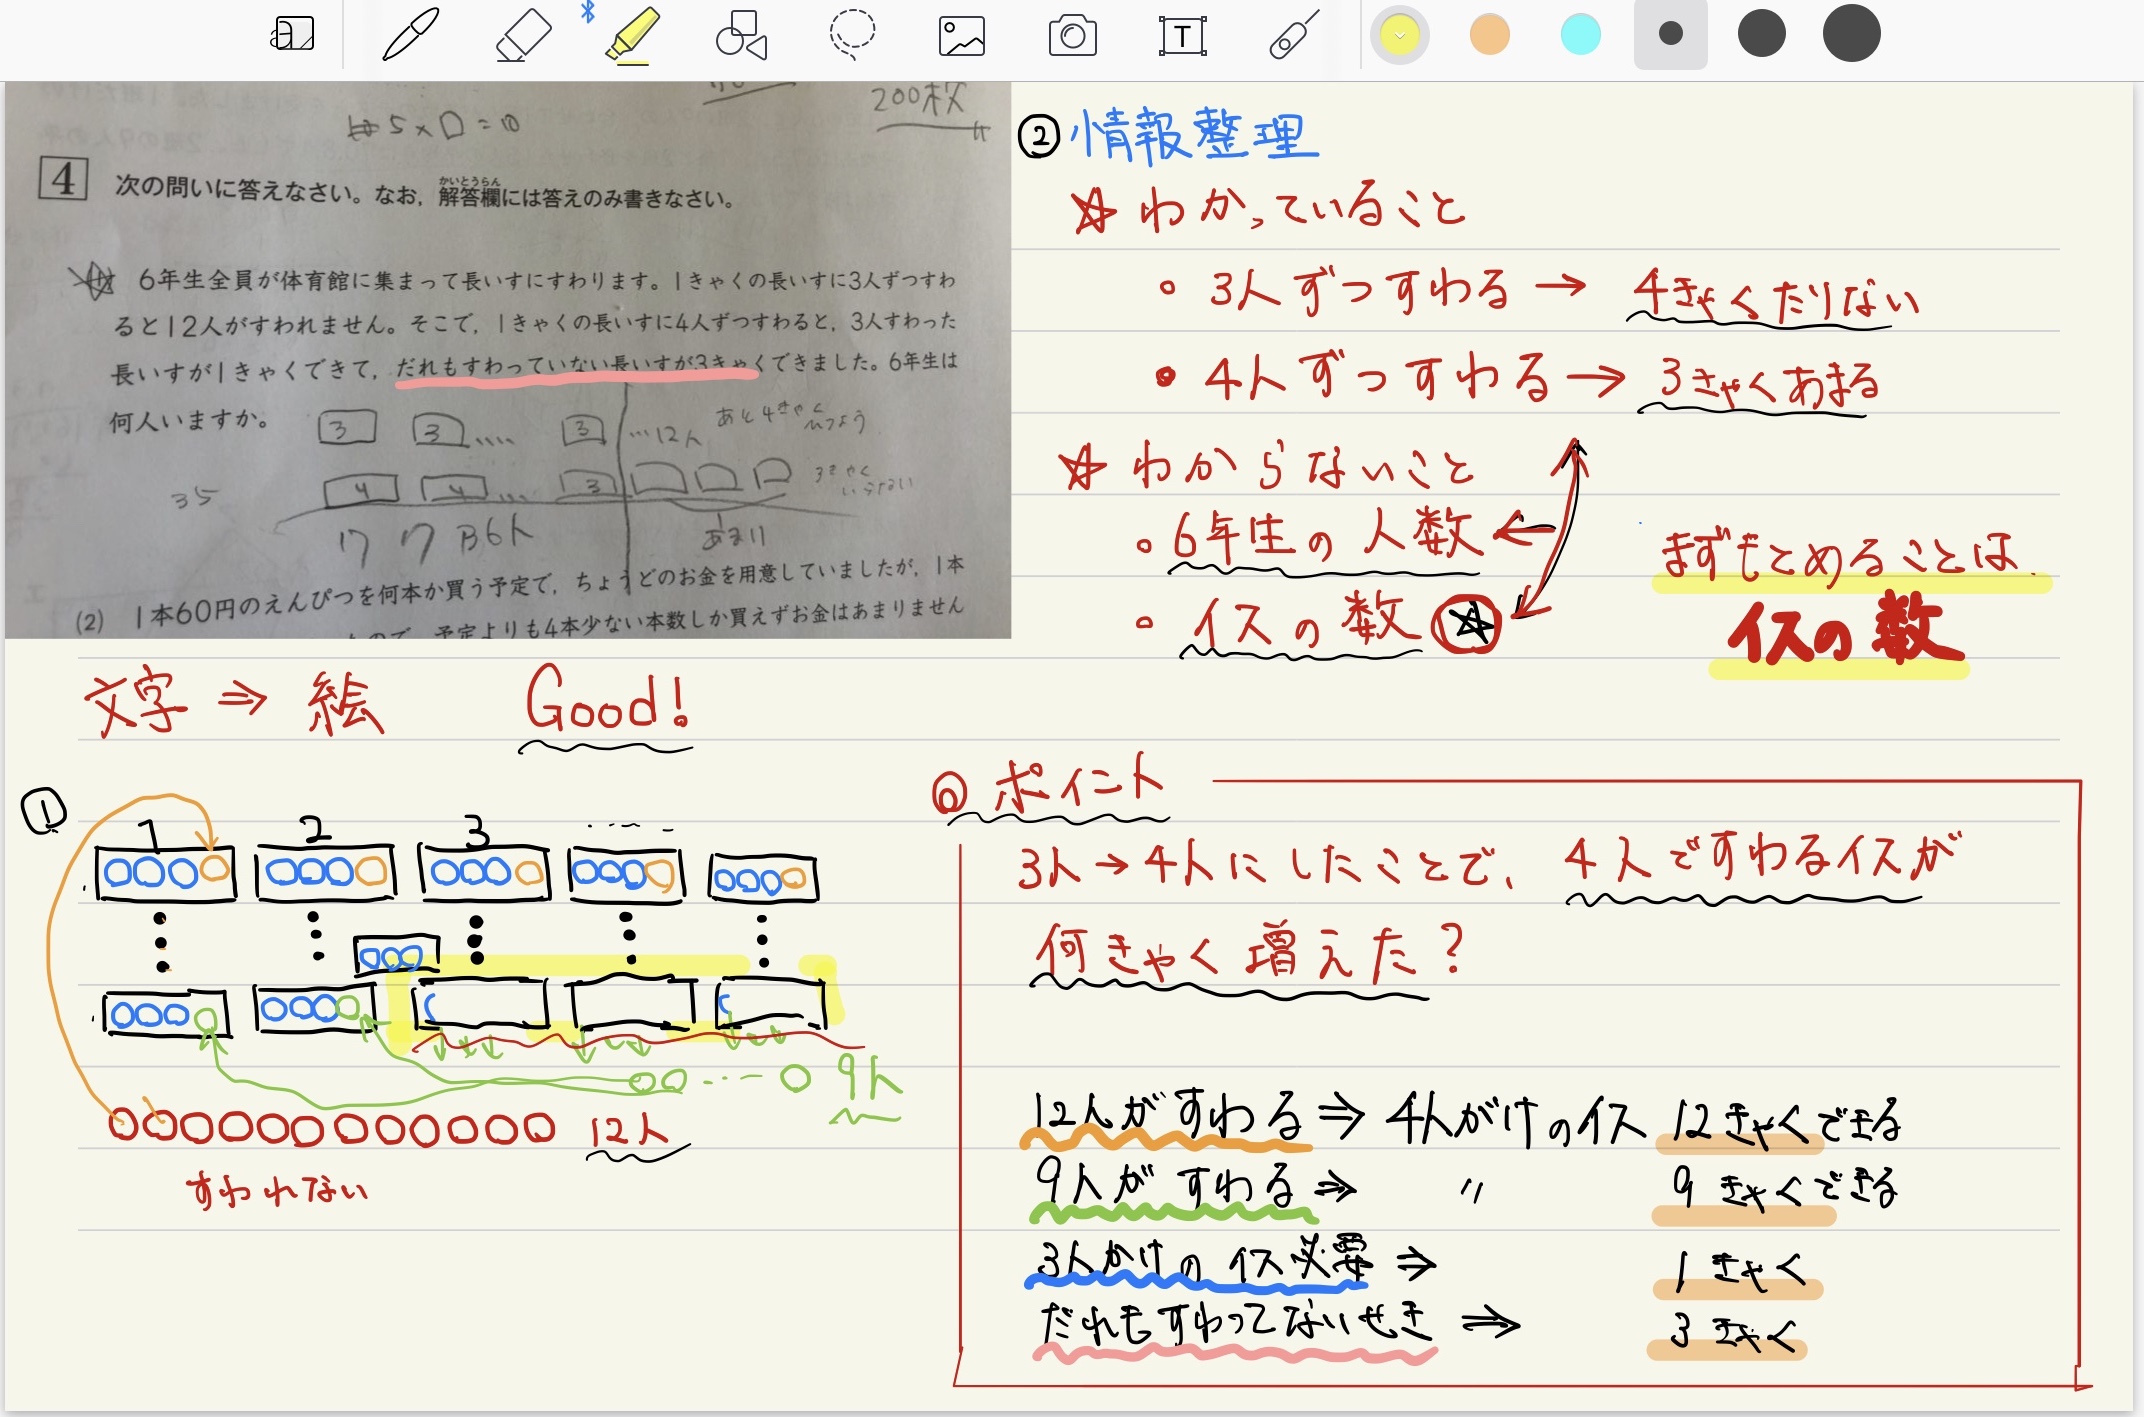 200枚
5×□=10
4 次の問いに答えなさい。なお,解答欄には答えのみ書きなさい。
かいとうらん
6年生全員が体育館に集まって長いすにすわります。1きゃくの長いすに3人ずつすわ
ると12人がすわれません。そこで,1きゃくの長いすに4人ずつすわると,3人すわった
長いすが1きゃくできて,だれもすわっていない長いすが3きゃくできました。6年生は
何人いますか。
3 3 3 …12人 あと4きゃく
ひつよう
4 4 3 3きゃく
いらない
35
あまり
(2) 1本60円のえんぴつを何本か買う予定で,ちょうどのお金を用意していましたが,1本
予定よりも4本少ない本数しか買えずお金はあまりません
② 情報整理
☆ わかっていること
○ 3人ずつすわる → 4きゃくたりない
● 4人ずつすわる → 3きゃくあまる
☆ わからないこと
○ 6年生の人数
○ イスの数 ☆
まずもとめることは
イスの数
文字 ⇒ 絵 Good!
①
1 2 3
9人
12人
すわれない
◎ ポイント
3人→4人にしたことで、4人ですわるイスが
何きゃく増えた?
12人がすわる ⇒ 4人がけのイス 12きゃくできる
9人がすわる ⇒ 〃 9きゃくできる
3人がけのイス必要 ⇒ 1きゃく
だれもすわってないせき ⇒ 3きゃく